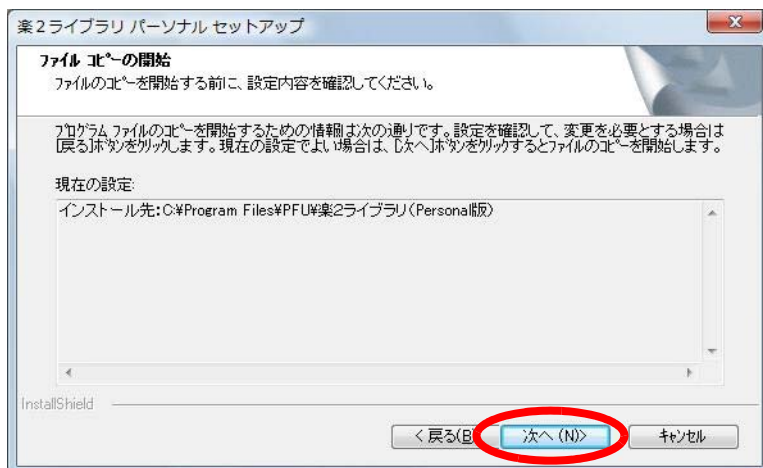 楽2ライブラリ パーソナル セットアップ
ファイル コピーの開始
ファイルのコピーを開始する前に、設定内容を確認してください。
プログラム ファイルのコピーを開始するための情報は次の通りです。設定を確認して、変更を必要とする場合は
[戻る]ボタンをクリックします。現在の設定でよい場合は、[次へ]ボタンをクリックするとファイルのコピーを開始します。
現在の設定:
インストール先:C:¥Program Files¥PFU¥楽2ライブラリ(Personal版)
InstallShield
< 戻る(B)
次へ (N)>
キャンセル